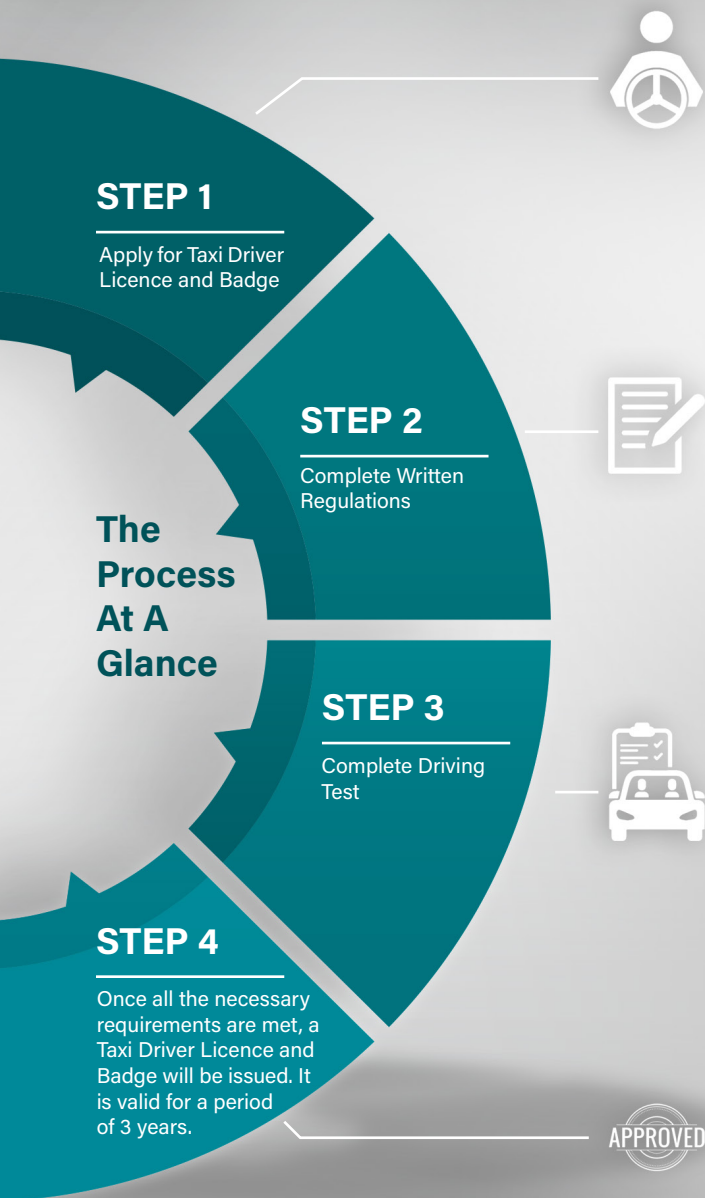 STEP 1
Apply for Taxi Driver
Licence and Badge
STEP 2
Complete Written
Regulations
The
Process
At A
Glance
STEP 3
Complete Driving
Test
STEP 4
Once all the necessary
requirements are met, a
Taxi Driver Licence and
Badge will be issued. It
is valid for a period
of 3 years.
APPROVED